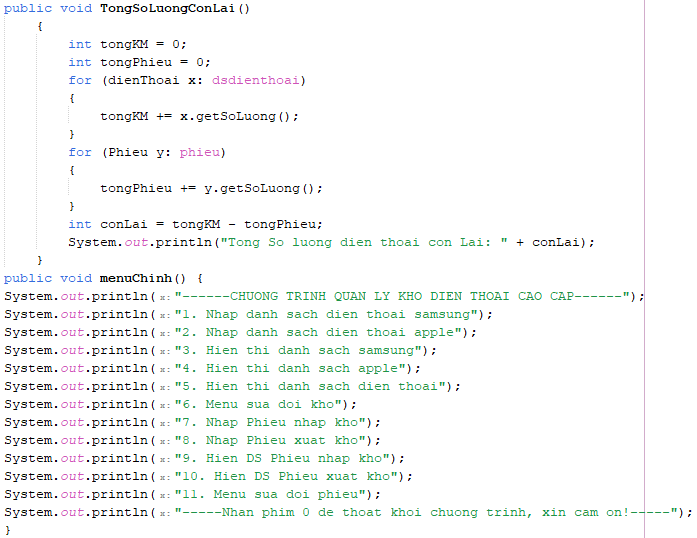 public void TongSoLuongConLai()
{
int tongKM = 0;
int tongPhieu = 0;
for (dienThoai x: dsdienthoai)
{
tongKM += x.getSoLuong();
}
for (Phieu y: phieu)
{
tongPhieu += y.getSoLuong();
}
int conLai = tongKM - tongPhieu;
System.out.println("Tong So luong dien thoai con Lai: " + conLai);
}
public void menuChinh() {
System.out.println(x:"------CHUONG TRINH QUAN LY KHO DIEN THOAI CAO CAP------");
System.out.println(x:"1. Nhap danh sach dien thoai samsung");
System.out.println(x:"2. Nhap danh sach dien thoai apple");
System.out.println(x:"3. Hien thi danh sach samsung");
System.out.println(x:"4. Hien thi danh sach apple");
System.out.println(x:"5. Hien thi danh sach dien thoai");
System.out.println(x:"6. Menu sua doi kho");
System.out.println(x:"7. Nhap Phieu nhap kho");
System.out.println(x:"8. Nhap Phieu xuat kho");
System.out.println(x:"9. Hien DS Phieu nhap kho");
System.out.println(x:"10. Hien DS Phieu xuat kho");
System.out.println(x:"11. Menu sua doi phieu");
System.out.println(x:"-----Nhan phim 0 de thoat khoi chuong trinh, xin cam on!-----");
}